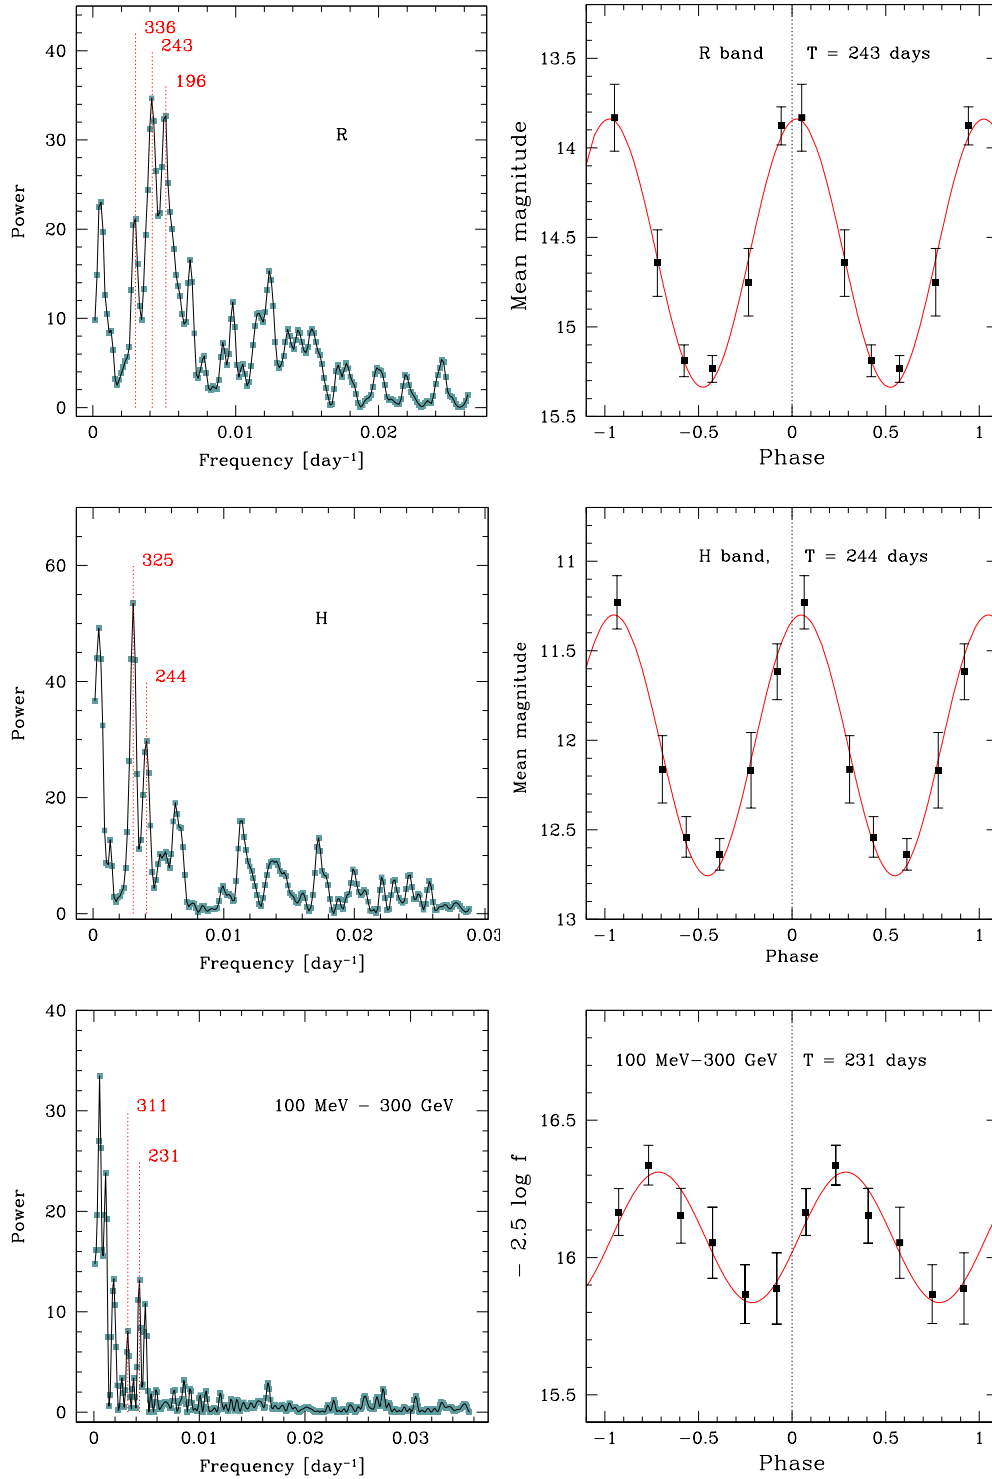 336
243
196
R
40
30
20
10
0
Power
0
0.01
0.02
Frequency [day⁻¹]
R band
T = 243 days
13.5
14
14.5
15
15.5
Mean magnitude
−1
−0.5
0
0.5
1
Phase
325
244
H
60
40
20
0
Power
0
0.01
0.02
0.03
Frequency [day⁻¹]
H band,
T = 244 days
11
11.5
12
12.5
13
Mean magnitude
−1
−0.5
0
0.5
1
Phase
311
231
100 MeV − 300 GeV
40
30
20
10
0
Power
0
0.01
0.02
0.03
Frequency [day⁻¹]
100 MeV−300 GeV
T = 231 days
16.5
16
15.5
− 2.5 log f
−1
−0.5
0
0.5
1
Phase